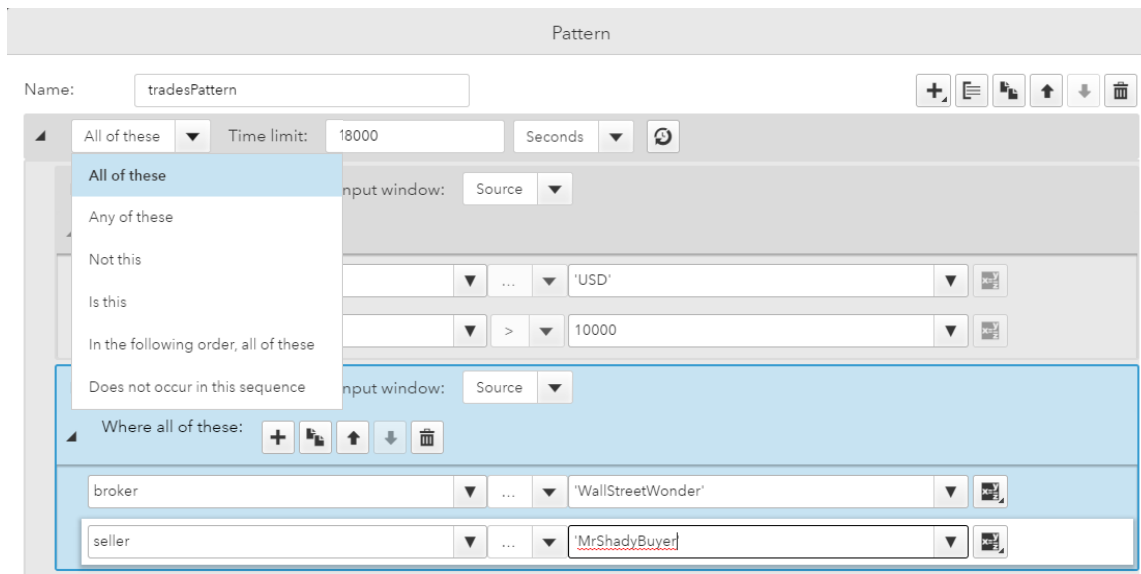 Pattern
Name: tradesPattern
All of these Time limit: 18000 Seconds
All of these
Any of these
Not this
Is this
In the following order, all of these
Does not occur in this sequence
nput window: Source
... 'USD'
> 10000
nput window: Source
Where all of these:
broker ... 'WallStreetWonder'
seller ... 'MrShadyBuyer'